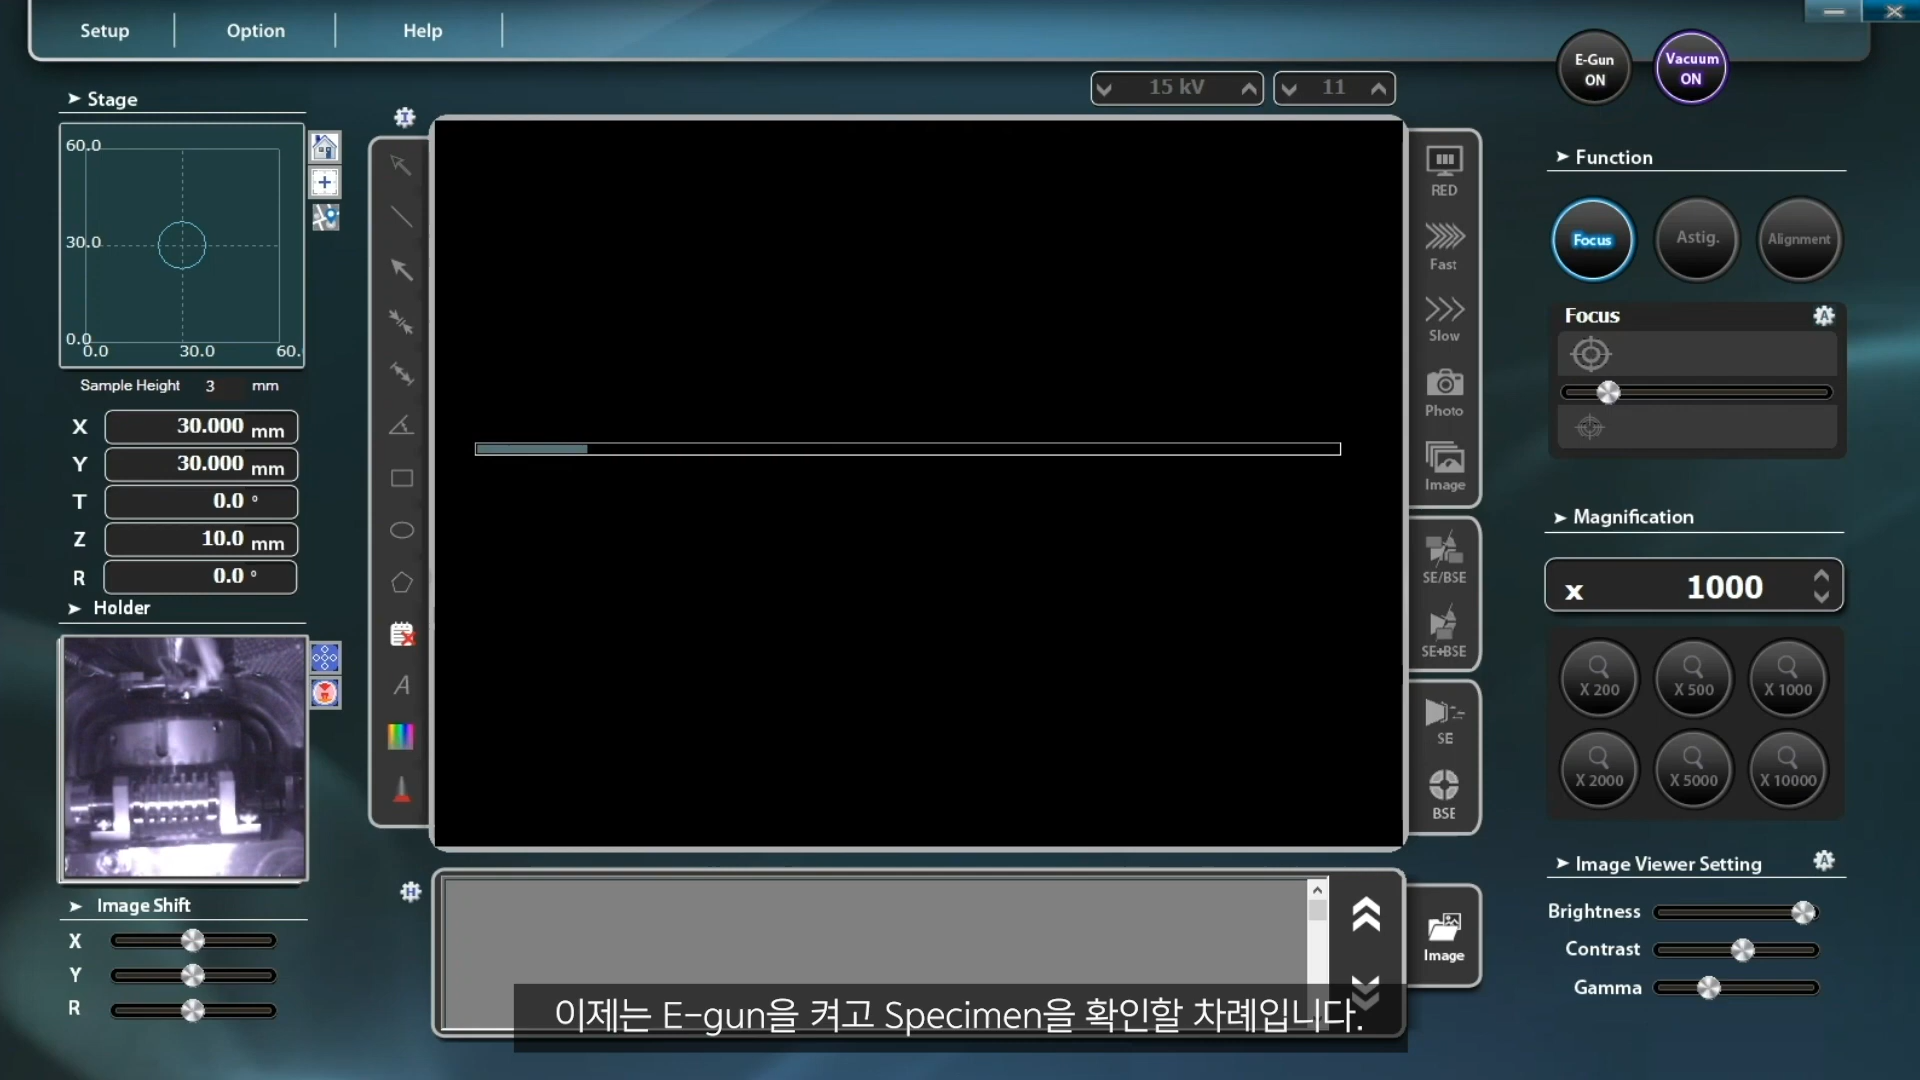 Setup
Option
Help
E-Gun
ON
Vacuum
ON
15 kV
11
Stage
60.0
30.0
0.0
0.0
30.0
60.
Sample Height 3 mm
X 30.000 mm
Y 30.000 mm
T 0.0 °
Z 10.0 mm
R 0.0 °
Holder
Image Shift
X
Y
R
A
RED
Fast
Slow
Photo
Image
SE/BSE
SE+BSE
SE
BSE
Image
Function
Focus
Astig.
Alignment
Focus
A
Magnification
x 1000
X 200
X 500
X 1000
X 2000
X 5000
X 10000
Image Viewer Setting
A
Brightness
Contrast
Gamma
I
H
이제는 E-gun을 켜고 Specimen을 확인할 차례입니다.